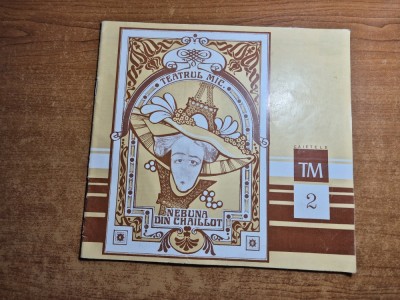 TEATRUL MIC
NEBUNA
DIN CHAILLOT
CAIETELE
TM
2